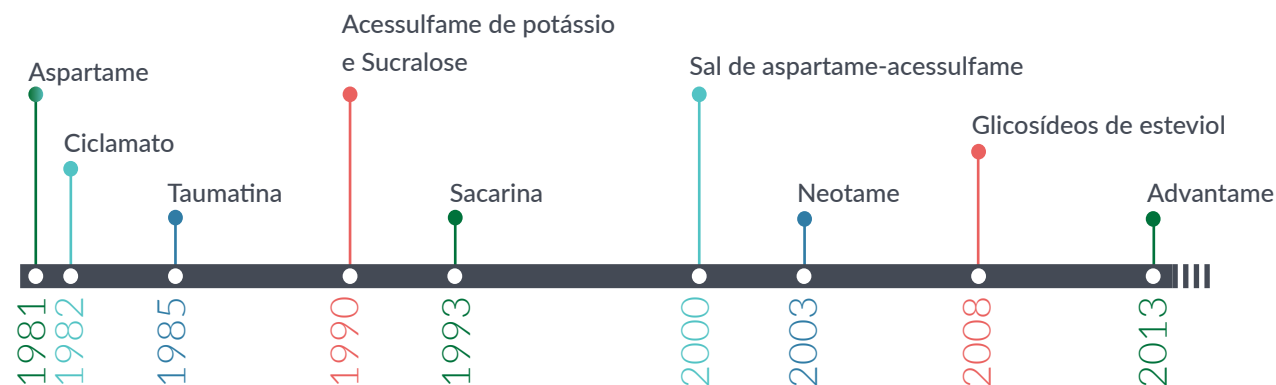 Acessulfame de potássio
e Sucralose
Aspartame
Sal de aspartame-acessulfame
Glicosídeos de esteviol
Ciclamato
Taumatina
Sacarina
Neotame
Advantame
1981
1982
1985
1990
1993
2000
2003
2008
2013